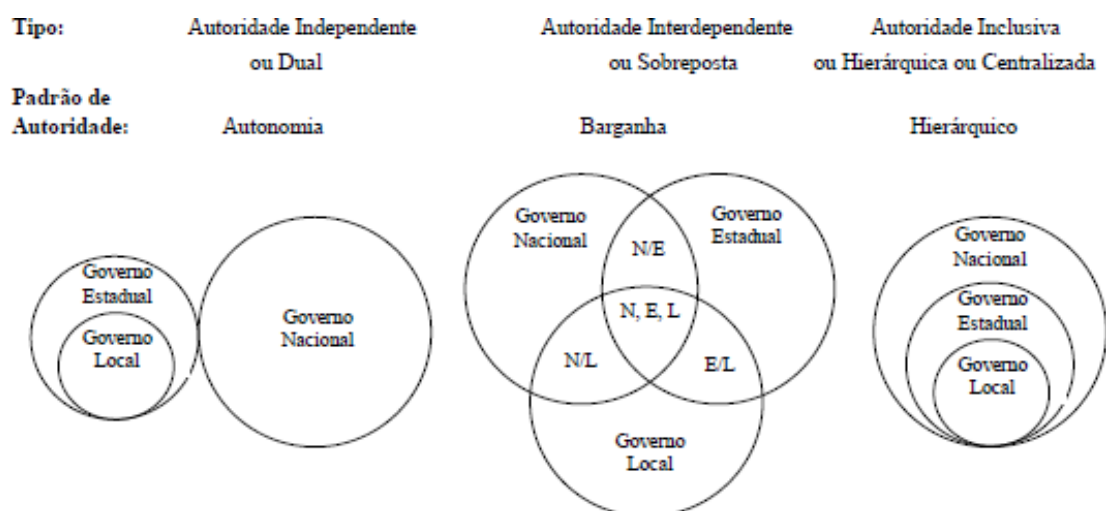 Tipo:
Autoridade Independente
ou Dual
Autoridade Interdependente
ou Sobreposta
Autoridade Inclusiva
ou Hierárquica ou Centralizada
Padrão de
Autoridade:
Autonomia
Barganha
Hierárquico
Governo
Estadual
Governo
Local
Governo
Nacional
Governo
Nacional
N/E
Governo
Estadual
N, E, L
N/L
E/L
Governo
Local
Governo
Nacional
Governo
Estadual
Governo
Local